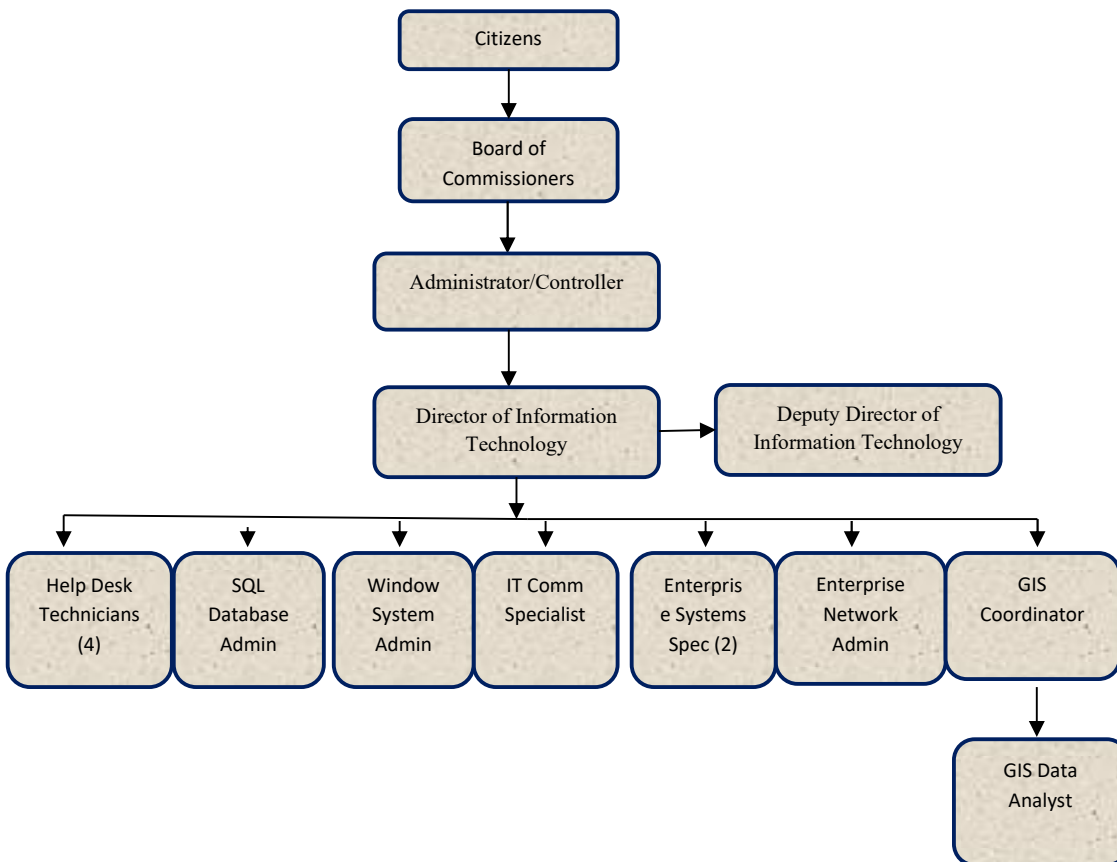 Citizens
Board of
Commissioners
Administrator/Controller
Director of Information
Technology
Deputy Director of
Information Technology
Help Desk
Technicians
(4)
SQL
Database
Admin
Window
System
Admin
IT Comm
Specialist
Enterpris
e Systems
Spec (2)
Enterprise
Network
Admin
GIS
Coordinator
GIS Data
Analyst